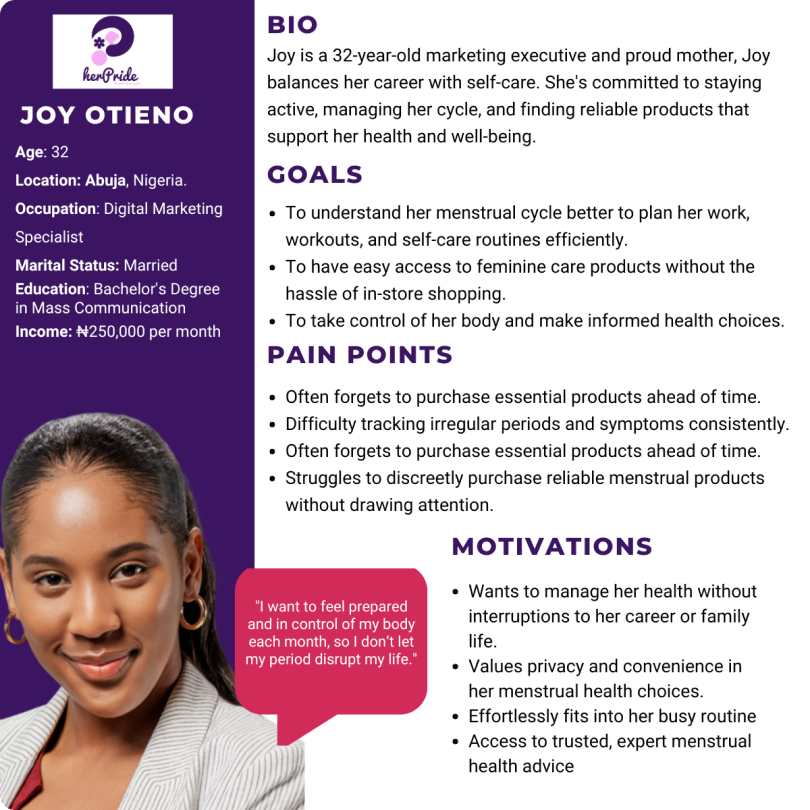 herPride
JOY OTIENO
Age: 32
Location: Abuja, Nigeria.
Occupation: Digital Marketing
Specialist
Marital Status: Married
Education: Bachelor's Degree
in Mass Communication
Income: ₦250,000 per month
BIO
Joy is a 32-year-old marketing executive and proud mother, Joy
balances her career with self-care. She's committed to staying
active, managing her cycle, and finding reliable products that
support her health and well-being.
GOALS
• To understand her menstrual cycle better to plan her work,
workouts, and self-care routines efficiently.
• To have easy access to feminine care products without the
hassle of in-store shopping.
• To take control of her body and make informed health choices.
PAIN POINTS
• Often forgets to purchase essential products ahead of time.
• Difficulty tracking irregular periods and symptoms consistently.
• Often forgets to purchase essential products ahead of time.
• Struggles to discreetly purchase reliable menstrual products
without drawing attention.
"I want to feel prepared
and in control of my body
each month, so I don’t let
my period disrupt my life."
MOTIVATIONS
• Wants to manage her health without
interruptions to her career or family
life.
• Values privacy and convenience in
her menstrual health choices.
• Effortlessly fits into her busy routine
• Access to trusted, expert menstrual
health advice